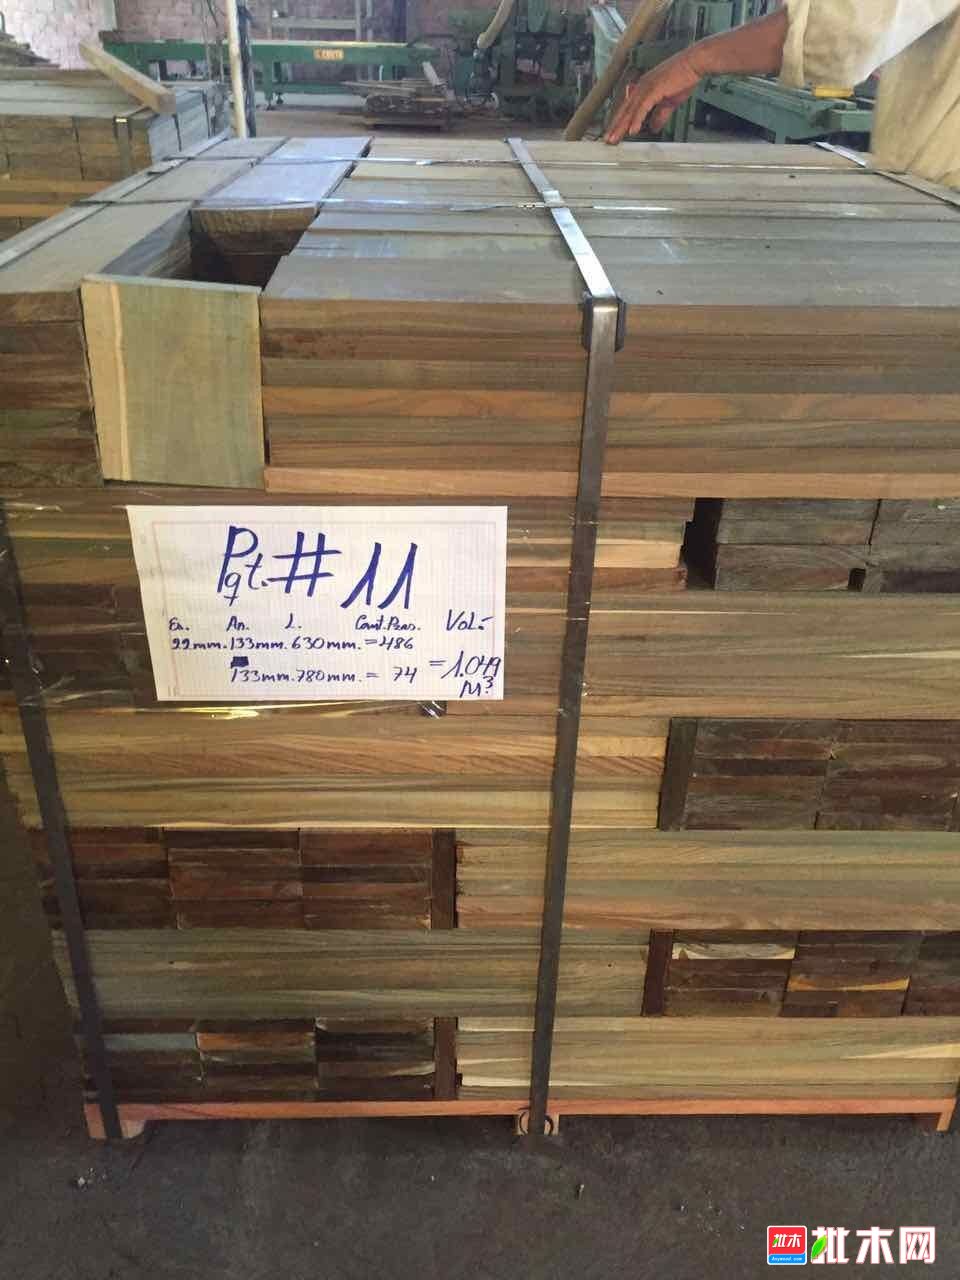 Pqt. # 11
Es. An. L. Cant. Pzas. Vol.
22mm. 133mm. 630mm. = 486
133mm. 780mm. = 74 = 1.049
M³
批木
批木网